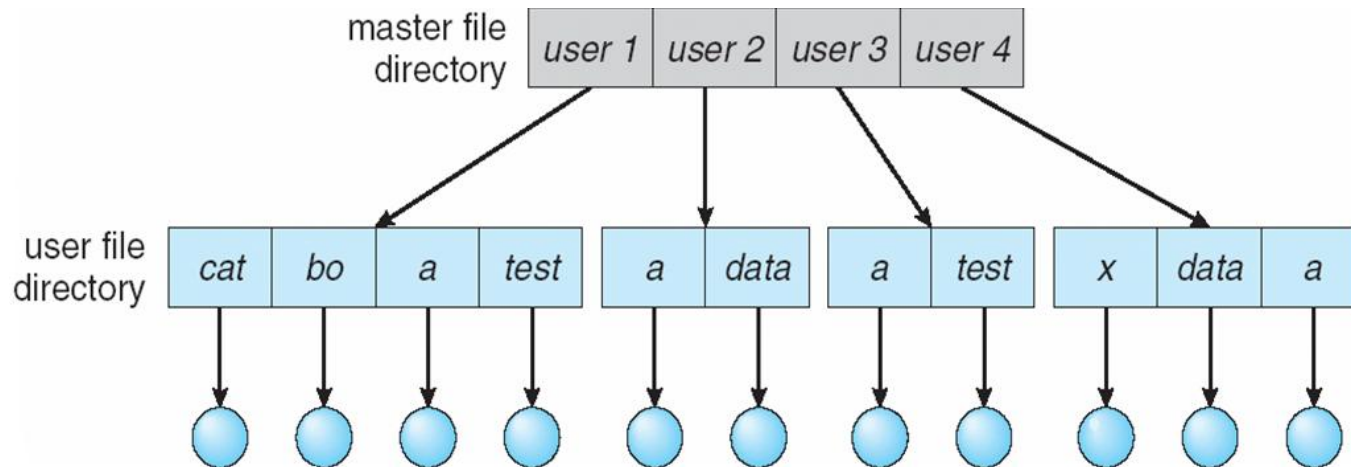 master file
directory
user 1 user 2 user 3 user 4
user file
directory
cat bo a test a data a test x data a